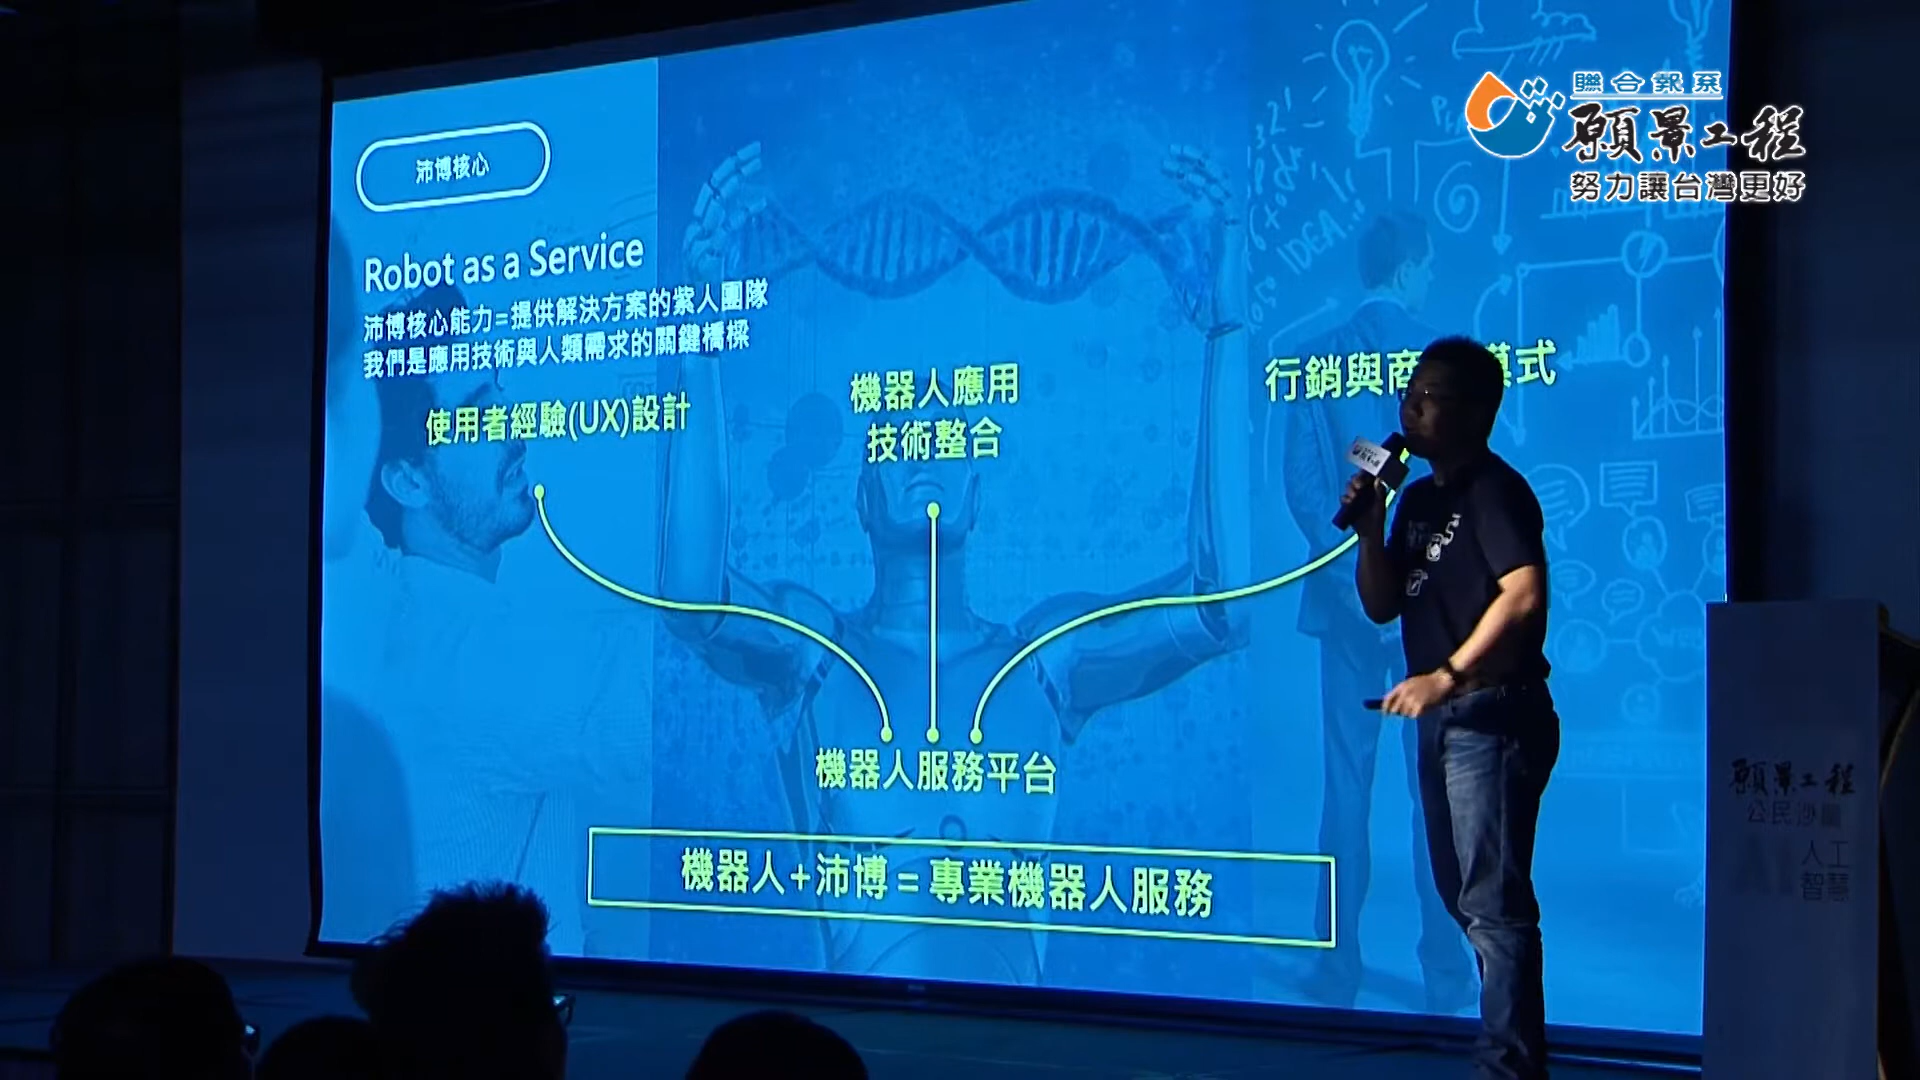 聯合報系
願景工程
努力讓台灣更好
沛博核心
Robot as a Service
沛博核心能力=提供解決方案的紫人團隊
我們是應用技術與人類需求的關鍵橋樑
使用者經驗(UX)設計
機器人應用
技術整合
行銷與商 模式
機器人服務平台
機器人+沛博=專業機器人服務
IDEA...
願景工程
公民沙龍
人工
智慧